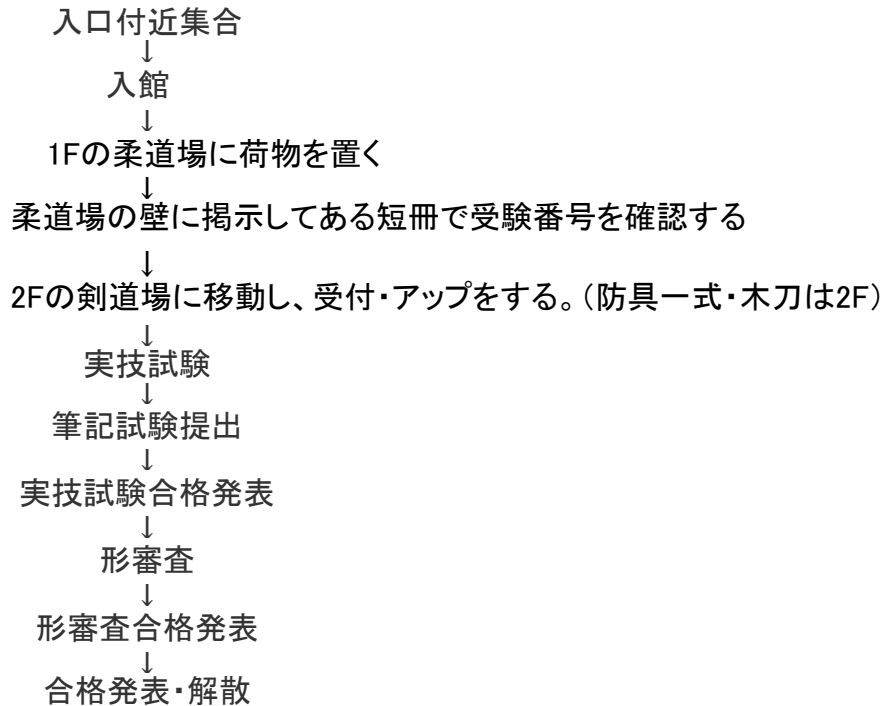 入口付近集合
↓
入館
↓
1Fの柔道場に荷物を置く
↓
柔道場の壁に掲示してある短冊で受験番号を確認する
↓
2Fの剣道場に移動し、受付・アップをする。(防具一式・木刀は2F)
↓
実技試験
↓
筆記試験提出
↓
実技試験合格発表
↓
形審査
↓
形審査合格発表
↓
合格発表・解散